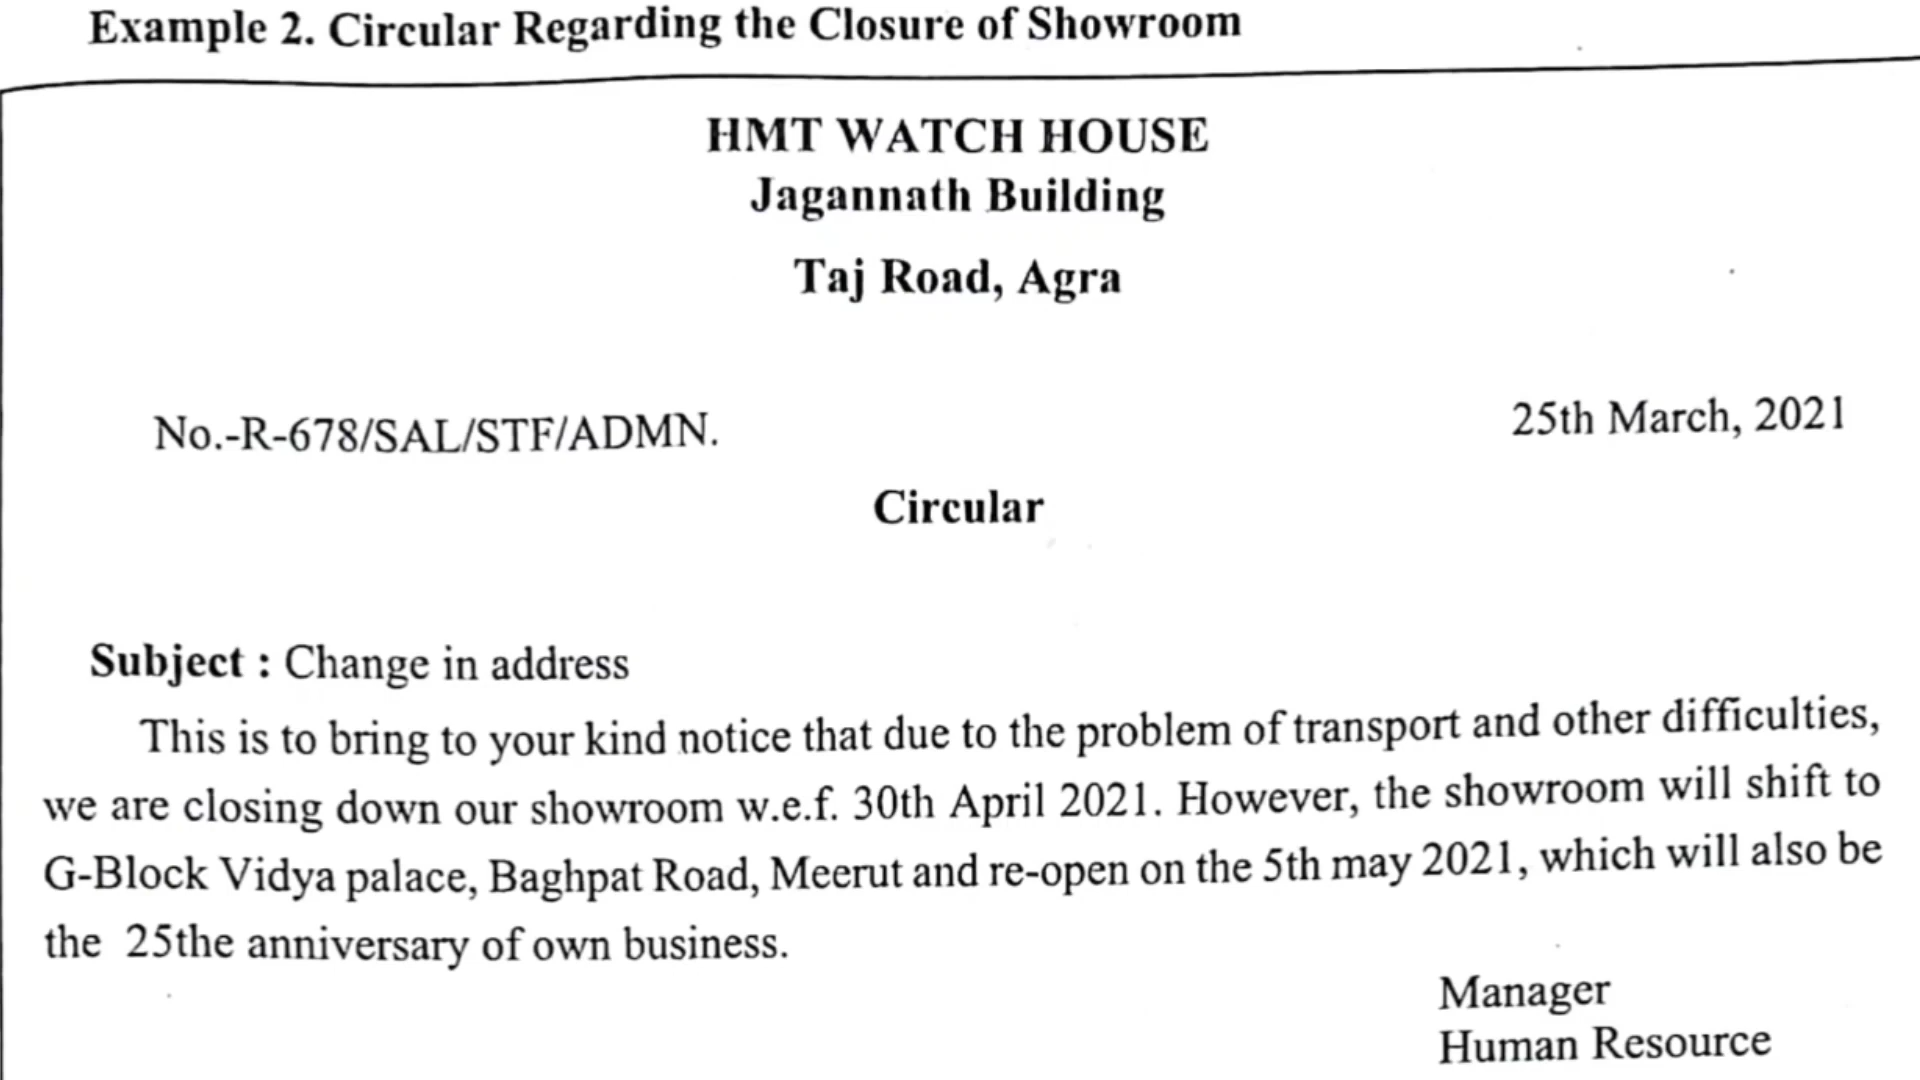 Example 2. Circular Regarding the Closure of Showroom
HMT WATCH HOUSE
Jagannath Building
Taj Road, Agra
No.-R-678/SAL/STF/ADMN.
25th March, 2021
Circular
Subject : Change in address
This is to bring to your kind notice that due to the problem of transport and other difficulties,
we are closing down our showroom w.e.f. 30th April 2021. However, the showroom will shift to
G-Block Vidya palace, Baghpat Road, Meerut and re-open on the 5th may 2021, which will also be
the 25the anniversary of own business.
Manager
Human Resource